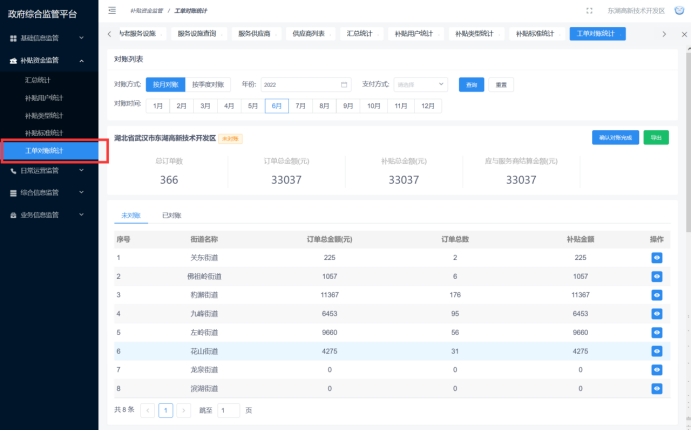 政府综合监管平台
补贴资金监管 / 工单对账统计
东湖高新技术开发区
基础信息监管
补贴资金监管
汇总统计
补贴用户统计
补贴类型统计
补贴标准统计
工单对账统计
日常运营监管
综合信息监管
业务信息监管
服务设施 服务设施查询 服务供应商 供应商列表 汇总统计 补贴用户统计 补贴类型统计 补贴标准统计 工单对账统计
对账列表
对账方式: 按月对账 按季度对账 年份: 2022 支付方式: 请选择 查询 重置
对账时间: 1月 2月 3月 4月 5月 6月 7月 8月 9月 10月 11月 12月
湖北省武汉市东湖高新技术开发区 未对账 确认对账完成 导出
总订单数 订单总金额(元) 补贴总金额(元) 应与服务商结算金额(元)
366 33037 33037 33037
未对账 已对账
序号 街道名称 订单总金额(元) 订单总数 补贴金额 操作
1 关东街道 225 2 225
2 佛祖岭街道 1057 6 1057
3 豹澥街道 11367 176 11367
4 九峰街道 6453 95 6453
5 左岭街道 9660 56 9660
6 花山街道 4275 31 4275
7 龙泉街道 0 0 0
8 滨湖街道 0 0 0
共 8 条 1 跳至 1 页